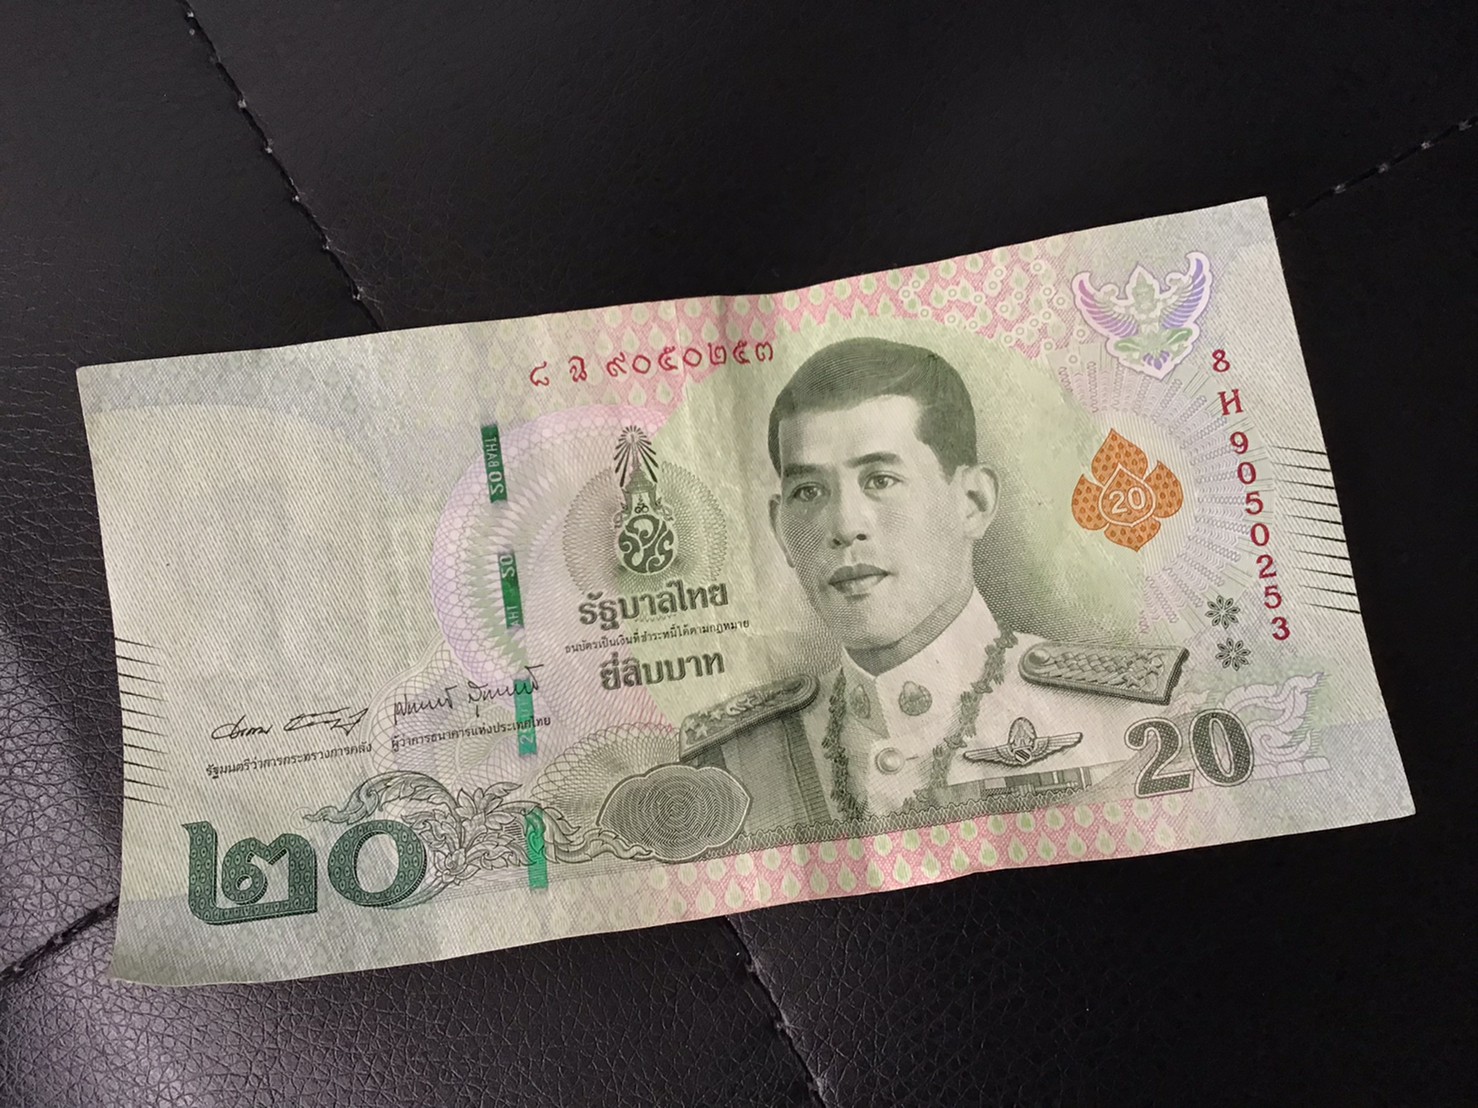 ๘ ฉ ๙๐๕๐๒๕๓
8 H 9050253
20
รัฐบาลไทย
ธนบัตรเป็นเงินที่ชำระหนี้ได้ตามกฎหมาย
ยี่สิบบาท
รัฐมนตรีว่าการกระทรวงการคลัง ผู้ว่าการธนาคารแห่งประเทศไทย
20
๒๐